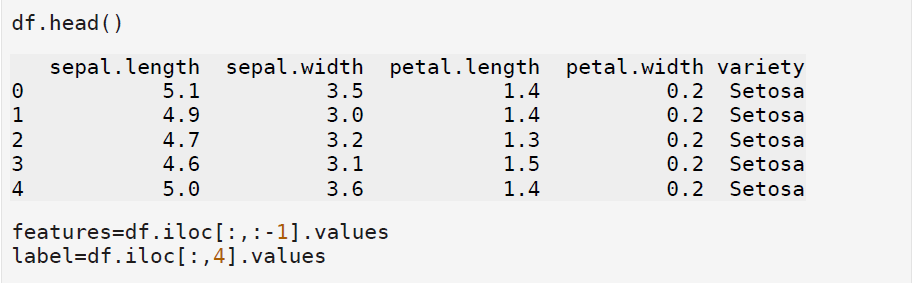 df.head()
   sepal.length  sepal.width  petal.length  petal.width variety
0           5.1          3.5           1.4          0.2  Setosa
1           4.9          3.0           1.4          0.2  Setosa
2           4.7          3.2           1.3          0.2  Setosa
3           4.6          3.1           1.5          0.2  Setosa
4           5.0          3.6           1.4          0.2  Setosa
features=df.iloc[:,:-1].values
label=df.iloc[:,4].values